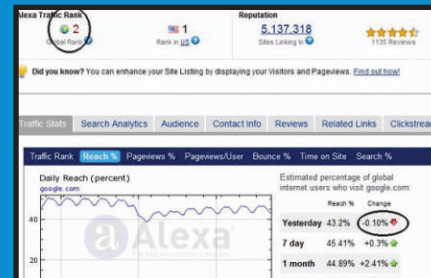 Alexa Traffic Rank
2
Global Rank
1
Rank in US
Reputation
5,137,318
Sites Linking in
1135 Reviews
Did you know? You can enhance your Site Listing by displaying your Visitors and Pageviews. Find out how!
Traffic Stats Search Analytics Audience Contact Info Reviews Related Links Clickstream
Traffic Rank Reach % Pageviews % Pageviews/User Bounce % Time on Site Search %
Daily Reach (percent)
google.com
40
20
Alexa
Estimated percentage of global
internet users who visit google.com:
Reach % Change
Yesterday 43.2% -0.10%
7 day 45.41% +0.3%
1 month 44.89% +2.41%